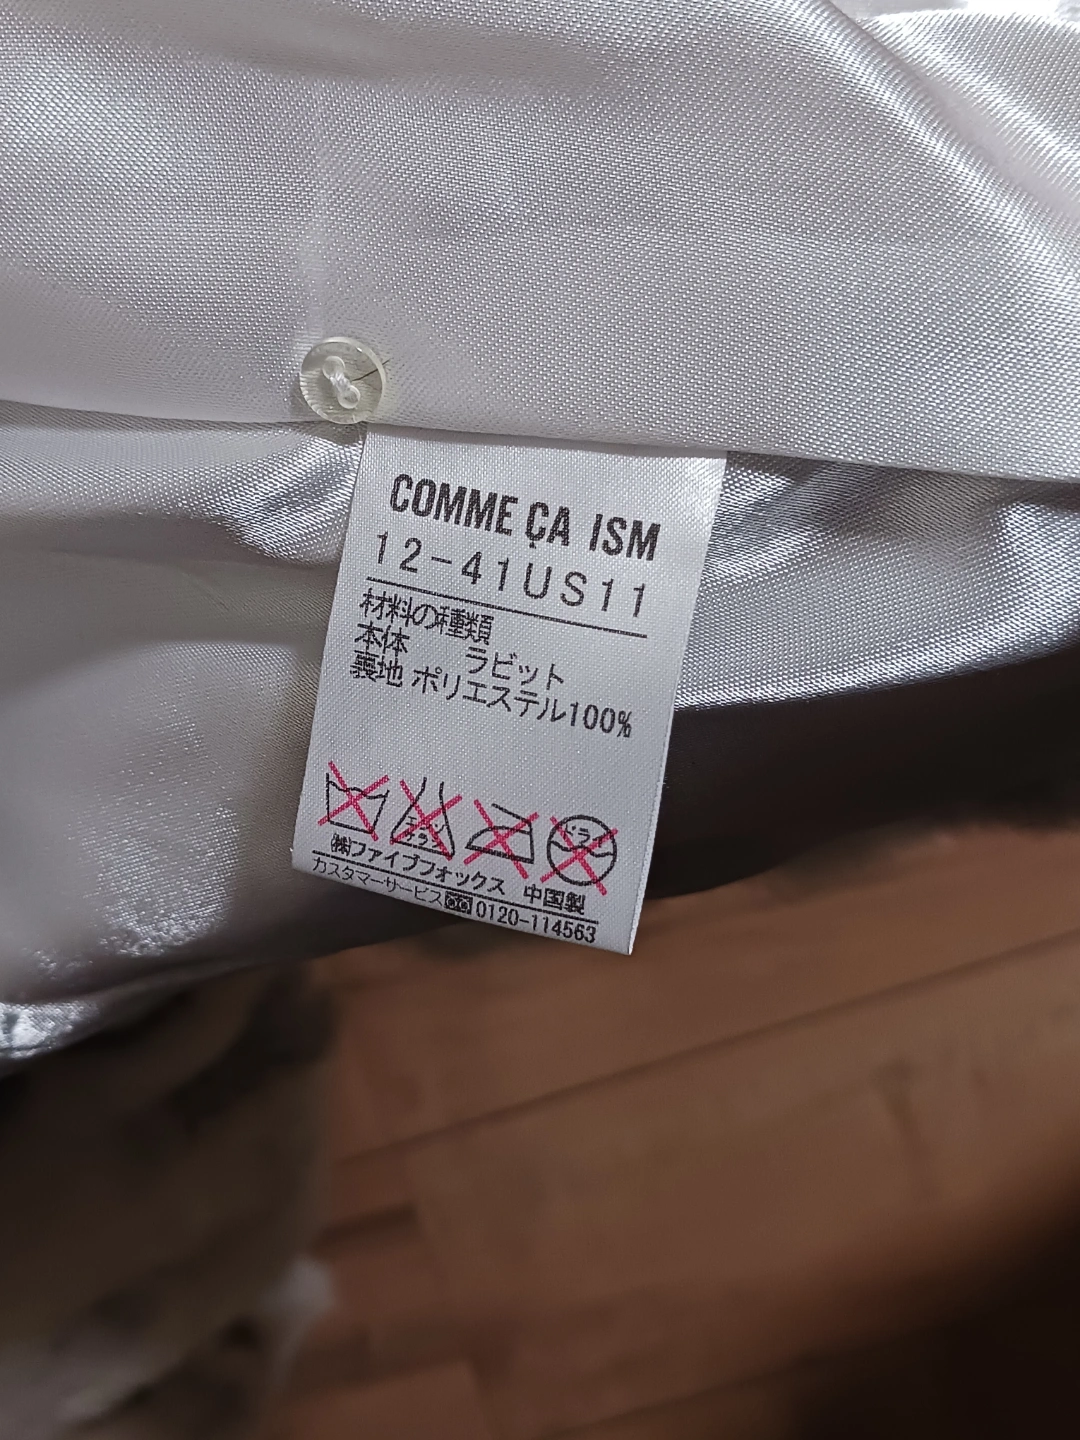 COMME ÇA ISM
12-41US11
材料の種類
本体 ラビット
裏地 ポリエステル100%
エンソ
サラシ
ドライ
㈱ファイブフォックス 中国製
カスタマーサービス 0120-114563